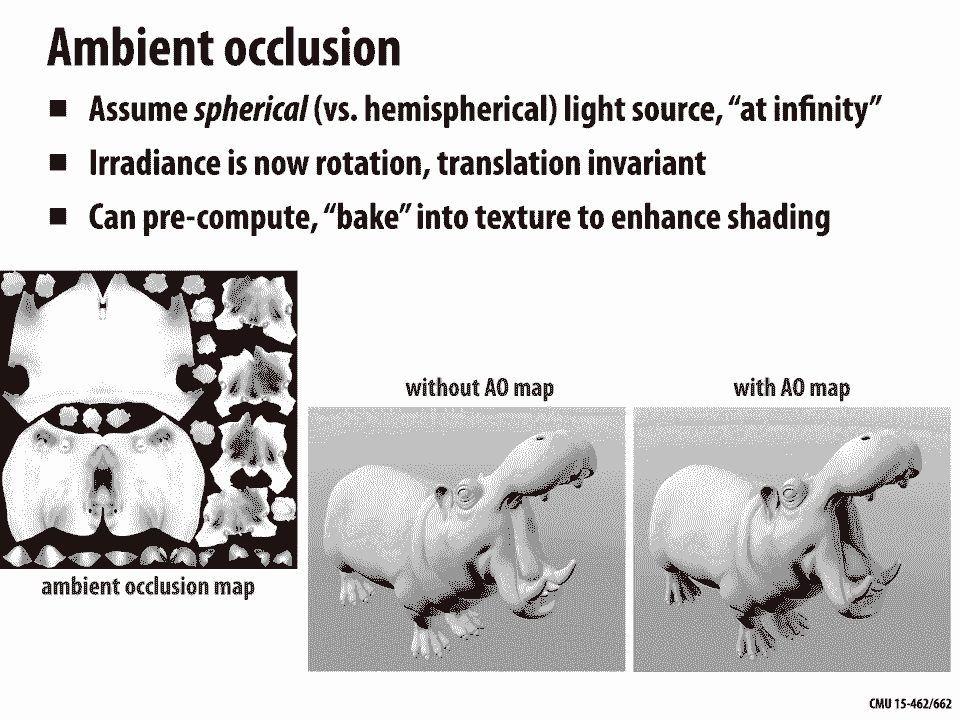 Ambient occlusion
■ Assume spherical (vs. hemispherical) light source, “at infinity”
■ Irradiance is now rotation, translation invariant
■ Can pre-compute, “bake” into texture to enhance shading
without AO map
with AO map
ambient occlusion map
CMU 15-462/662